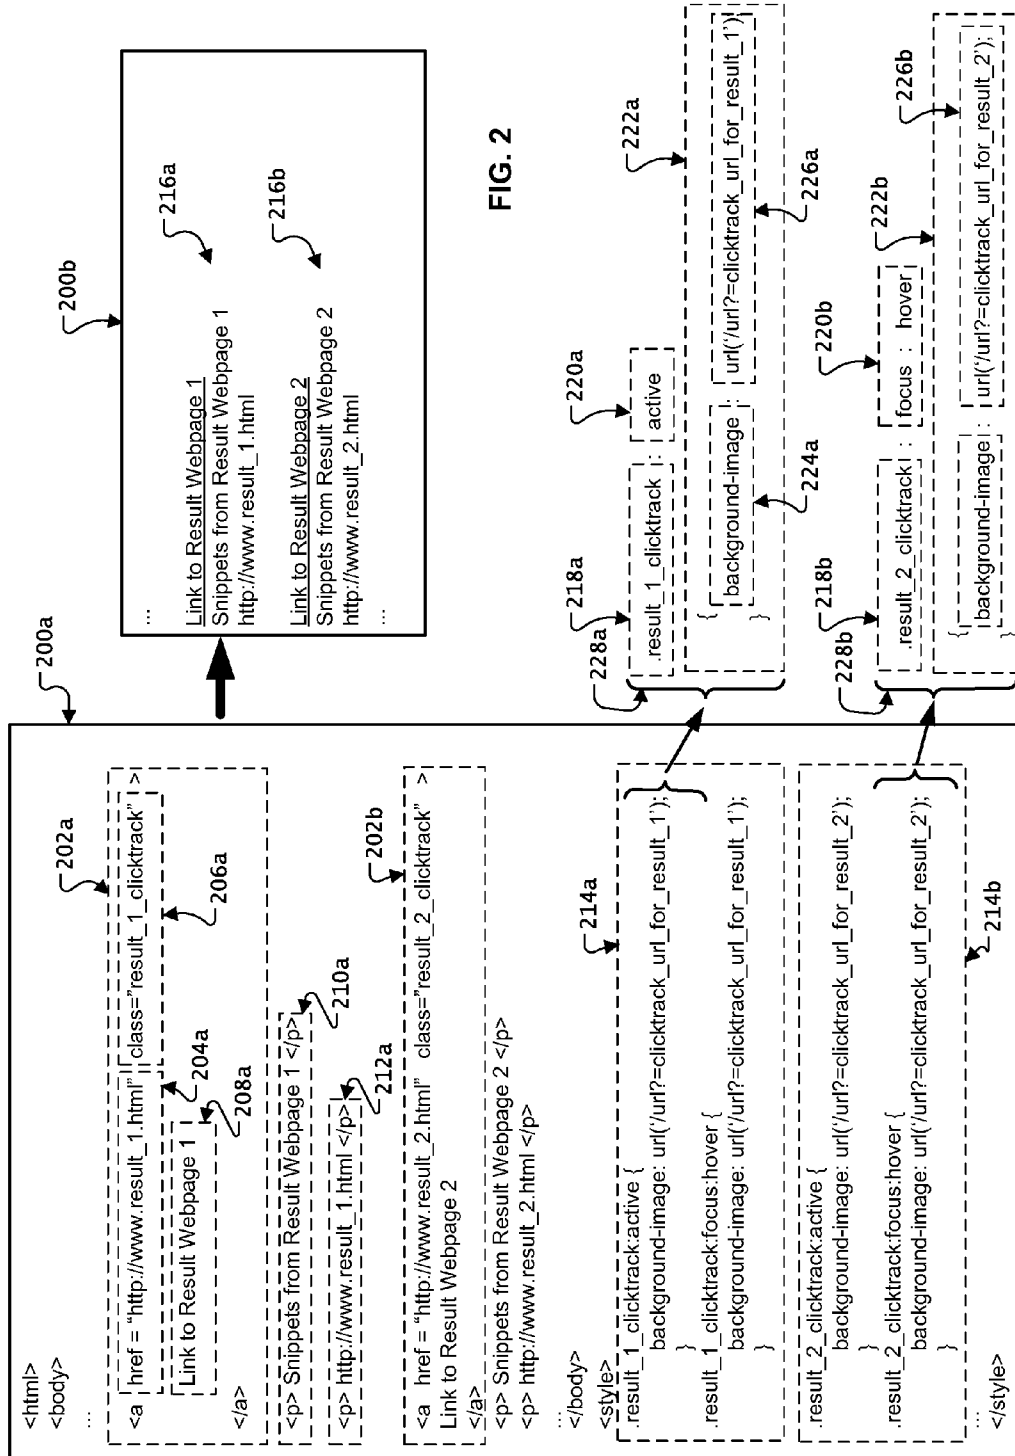 200a
<html>
<body>
...
202a
<a href = “http://www.result_1.html” class=”result_1_clicktrack” >
204a
206a
Link to Result Webpage 1
208a
</a>
<p> Snippets from Result Webpage 1 </p>
210a
<p> http://www.result_1.html </p>
212a
202b
<a href = “http://www.result_2.html” class=”result_2_clicktrack” >
Link to Result Webpage 2
</a>
<p> Snippets from Result Webpage 2 </p>
<p> http://www.result_2.html </p>
...
</body>
<style>
214a
.result_1_clicktrack:active {
background-image: url(‘/url?=clicktrack_url_for_result_1’);
}
.result_1_clicktrack:focus:hover {
background-image: url(‘/url?=clicktrack_url_for_result_1’);
}
.result_2_clicktrack:active {
background-image: url(‘/url?=clicktrack_url_for_result_2’);
}
.result_2_clicktrack:focus:hover {
background-image: url(‘/url?=clicktrack_url_for_result_2’);
}
214b
...
</style>
200b
...
Link to Result Webpage 1
216a
Snippets from Result Webpage 1
http://www.result_1.html
Link to Result Webpage 2
216b
Snippets from Result Webpage 2
http://www.result_2.html
...
FIG. 2
228a
218a
220a
222a
.result_1_clicktrack : active
{
background-image : url(‘/url?=clicktrack_url_for_result_1’);
}
224a
226a
228b
218b
220b
222b
226b
.result_2_clicktrack : focus : hover
{
background-image : url(‘/url?=clicktrack_url_for_result_2’);
}